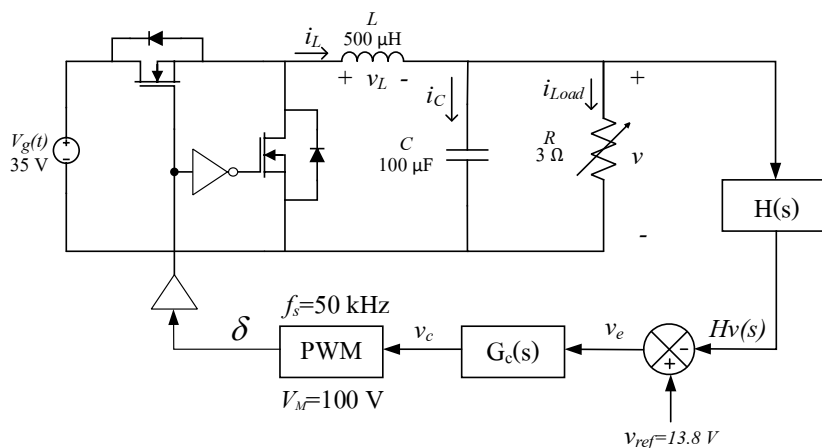 L
500 μH
i_L
+ v_L -
V_g(t)
35 V
+
-
i_C
C
100 μF
i_Load
R
3 Ω
+
v
-
H(s)
f_s=50 kHz
δ
PWM
V_M=100 V
v_c
G_c(s)
v_e
-
+
Hv(s)
v_ref=13.8 V